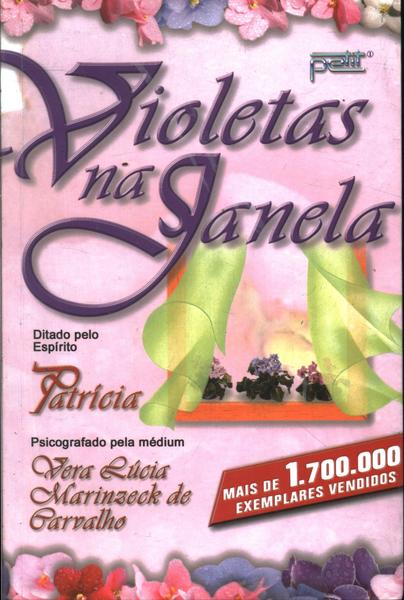 petit
Violetas
na
Janela
Ditado pelo
Espírito
Patrícia
Psicografado pela médium
Vera Lúcia
Marinzeck de
Carvalho
MAIS DE 1.700.000
EXEMPLARES VENDIDOS